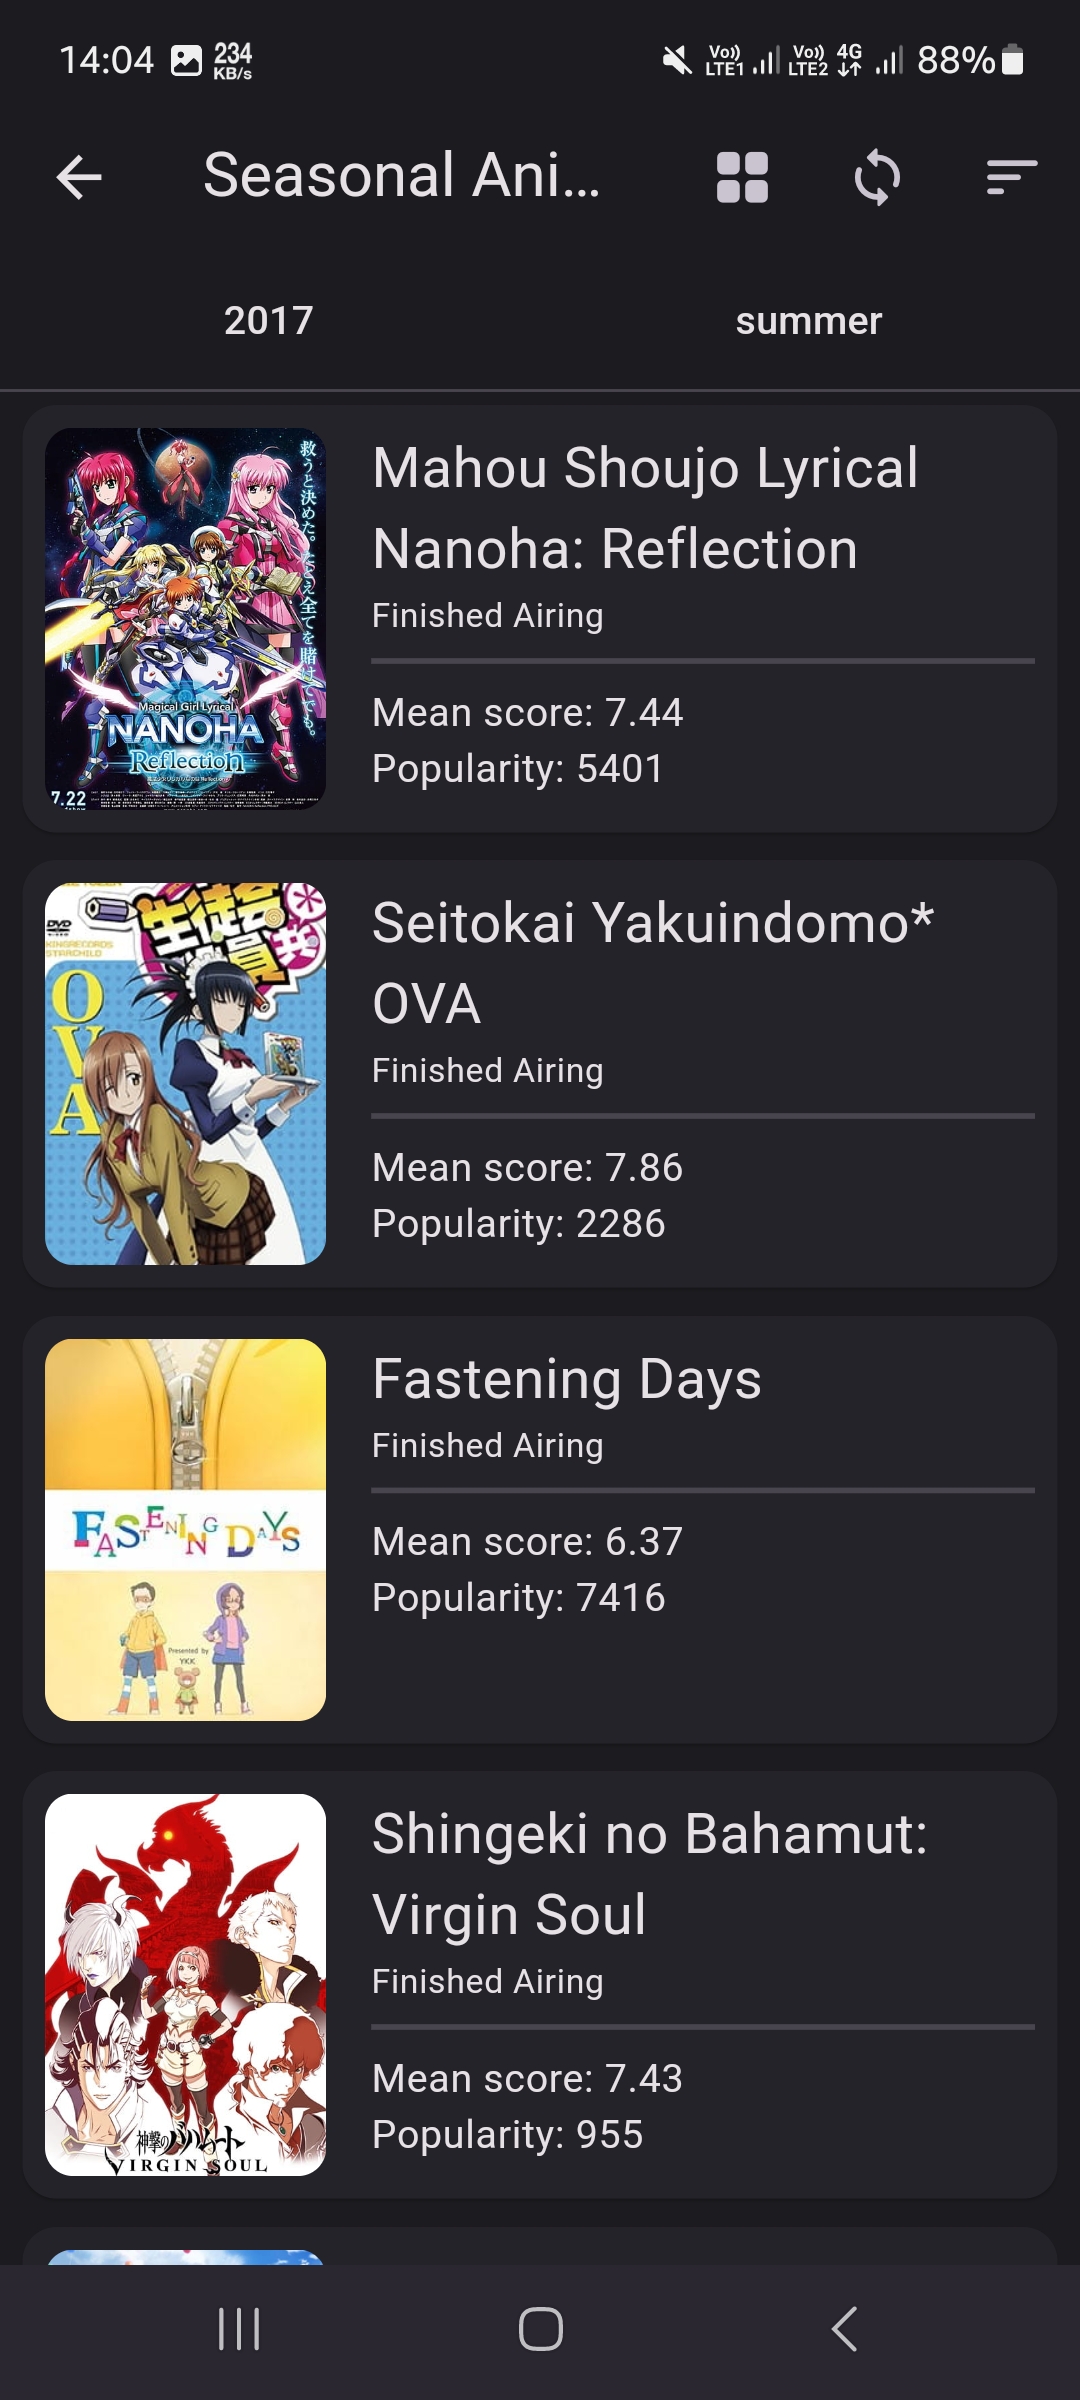 14:04
234
KB/s
Vo))
LTE1
Vo))
LTE2
4G
88%
Seasonal Ani...
2017
summer
救うと決めた。たとえ全てを賭けてでも。
Magical Girl Lyrical
NANOHA
Reflection
7.22
Mahou Shoujo Lyrical
Nanoha: Reflection
Finished Airing
Mean score: 7.44
Popularity: 5401
DVD
KINGRECORDS
STARCHILD
生徒会
役員共
OVA
Seitokai Yakuindomo*
OVA
Finished Airing
Mean score: 7.86
Popularity: 2286
FASTENING DAYS
Presented by
YKK
Fastening Days
Finished Airing
Mean score: 6.37
Popularity: 7416
神撃のバハムート
VIRGIN SOUL
Shingeki no Bahamut:
Virgin Soul
Finished Airing
Mean score: 7.43
Popularity: 955